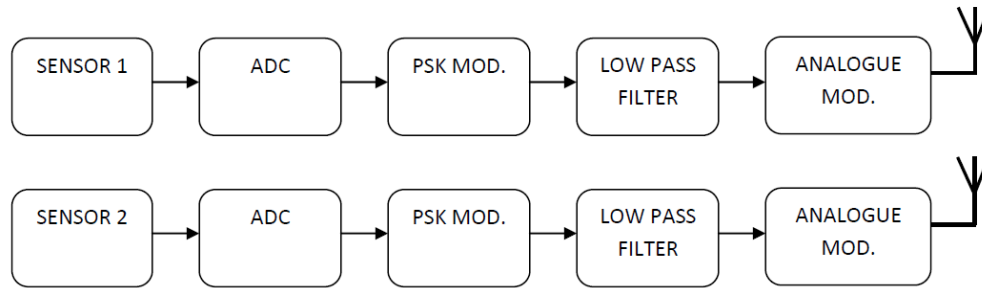 SENSOR 1
ADC
PSK MOD.
LOW PASS
FILTER
ANALOGUE
MOD.
SENSOR 2
ADC
PSK MOD.
LOW PASS
FILTER
ANALOGUE
MOD.